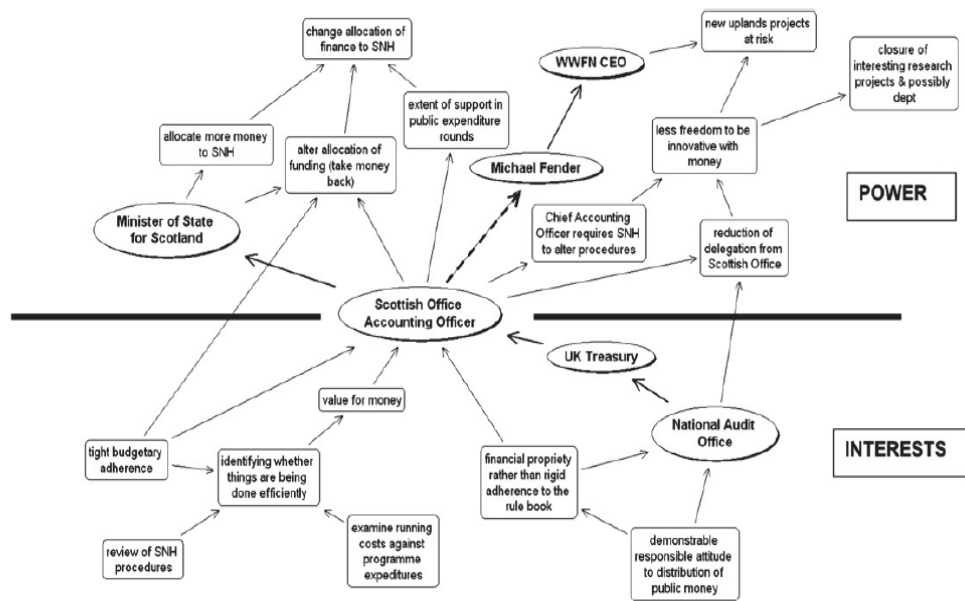 change allocation of
finance to SNH
new uplands projects
at risk
WWFN CEO
closure of
interesting research
projects & possibly
dept
extent of support in
public expenditure
rounds
allocate more money
to SNH
alter allocation of
funding (take money
back)
less freedom to be
innovative with
money
Michael Fender
POWER
Minister of State
for Scotland
Chief Accounting
Officer requires SNH
to alter procedures
reduction of
delegation from
Scottish Office
Scottish Office
Accounting Officer
UK Treasury
value for money
National Audit
Office
INTERESTS
tight budgetary
adherence
identifying whether
things are being
done efficiently
financial propriety
rather than rigid
adherence to the
rule book
review of SNH
procedures
examine running
costs against
programme
expeditures
demonstrable
responsible attitude
to distribution of
public money